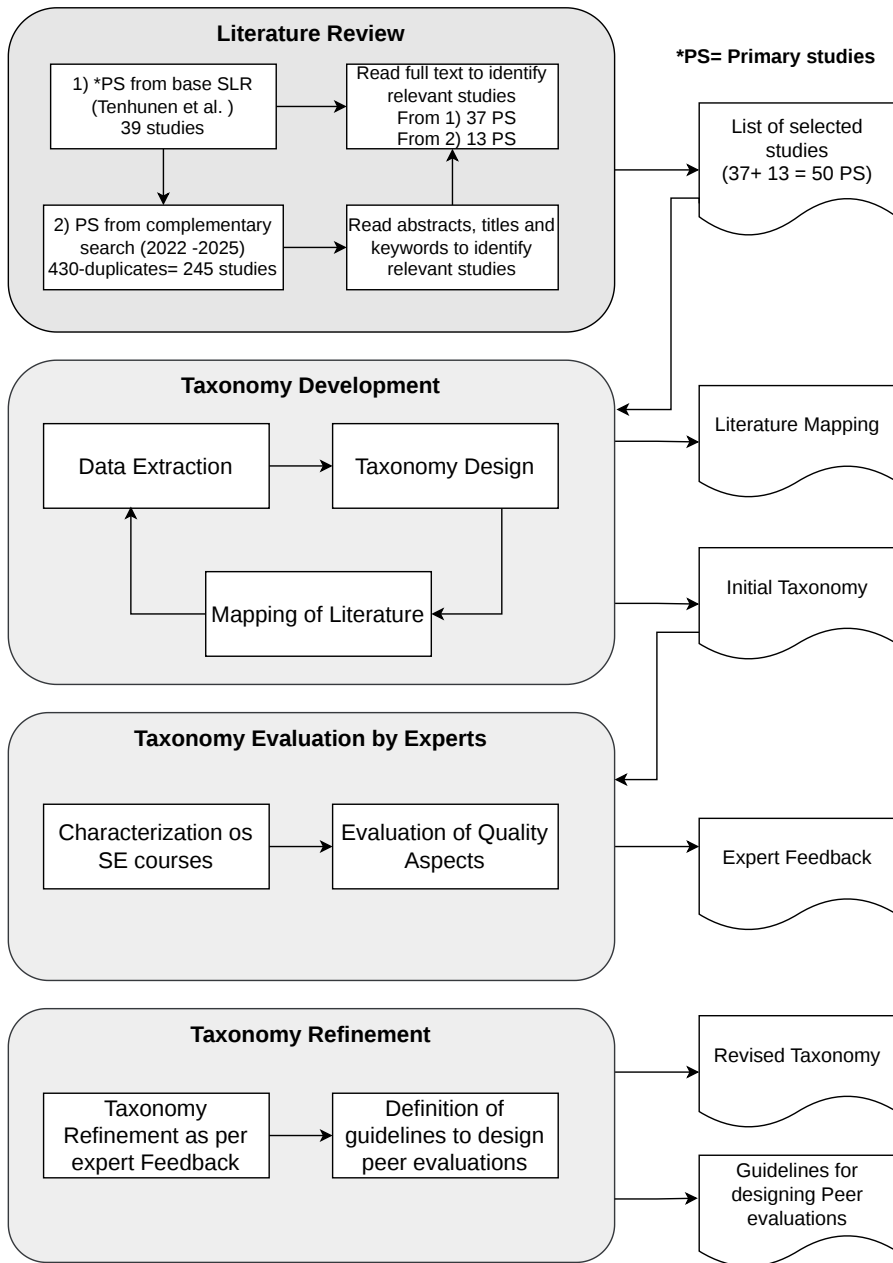 Literature Review
1) *PS from base SLR
(Tenhunen et al. )
39 studies
Read full text to identify
relevant studies
From 1) 37 PS
From 2) 13 PS
2) PS from complementary
search (2022 -2025)
430-duplicates= 245 studies
Read abstracts, titles and
keywords to identify
relevant studies
*PS= Primary studies
List of selected
studies
(37+ 13 = 50 PS)
Taxonomy Development
Data Extraction
Taxonomy Design
Mapping of Literature
Literature Mapping
Initial Taxonomy
Taxonomy Evaluation by Experts
Characterization os
SE courses
Evaluation of Quality
Aspects
Expert Feedback
Taxonomy Refinement
Taxonomy
Refinement as per
expert Feedback
Definition of
guidelines to design
peer evaluations
Revised Taxonomy
Guidelines for
designing Peer
evaluations